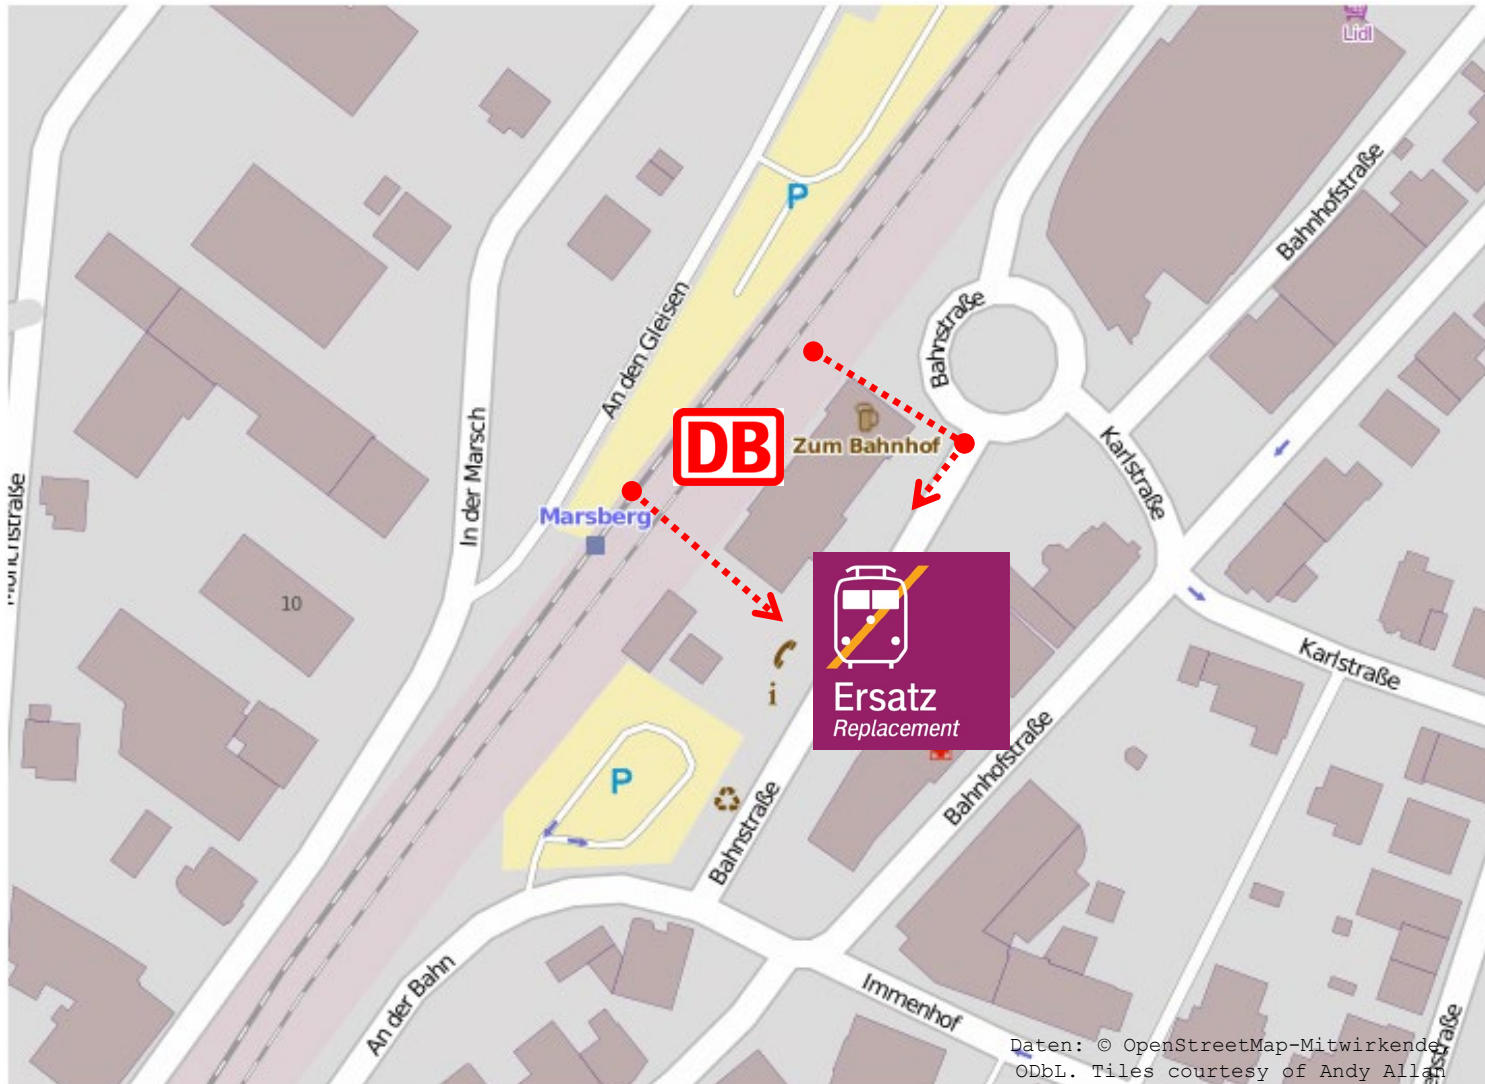 Lidl
P
Bahnhofstraße
An den Gleisen
Bahnstraße
DB
Zum Bahnhof
Karlstraße
In der Marsch
Marsberg
10
Karlstraße
i
Ersatz
Replacement
P
Bahnhofstraße
Bahnstraße
An der Bahn
Immenhof
Daten: © OpenStreetMap-Mitwirkende,
ODbL. Tiles courtesy of Andy Allan